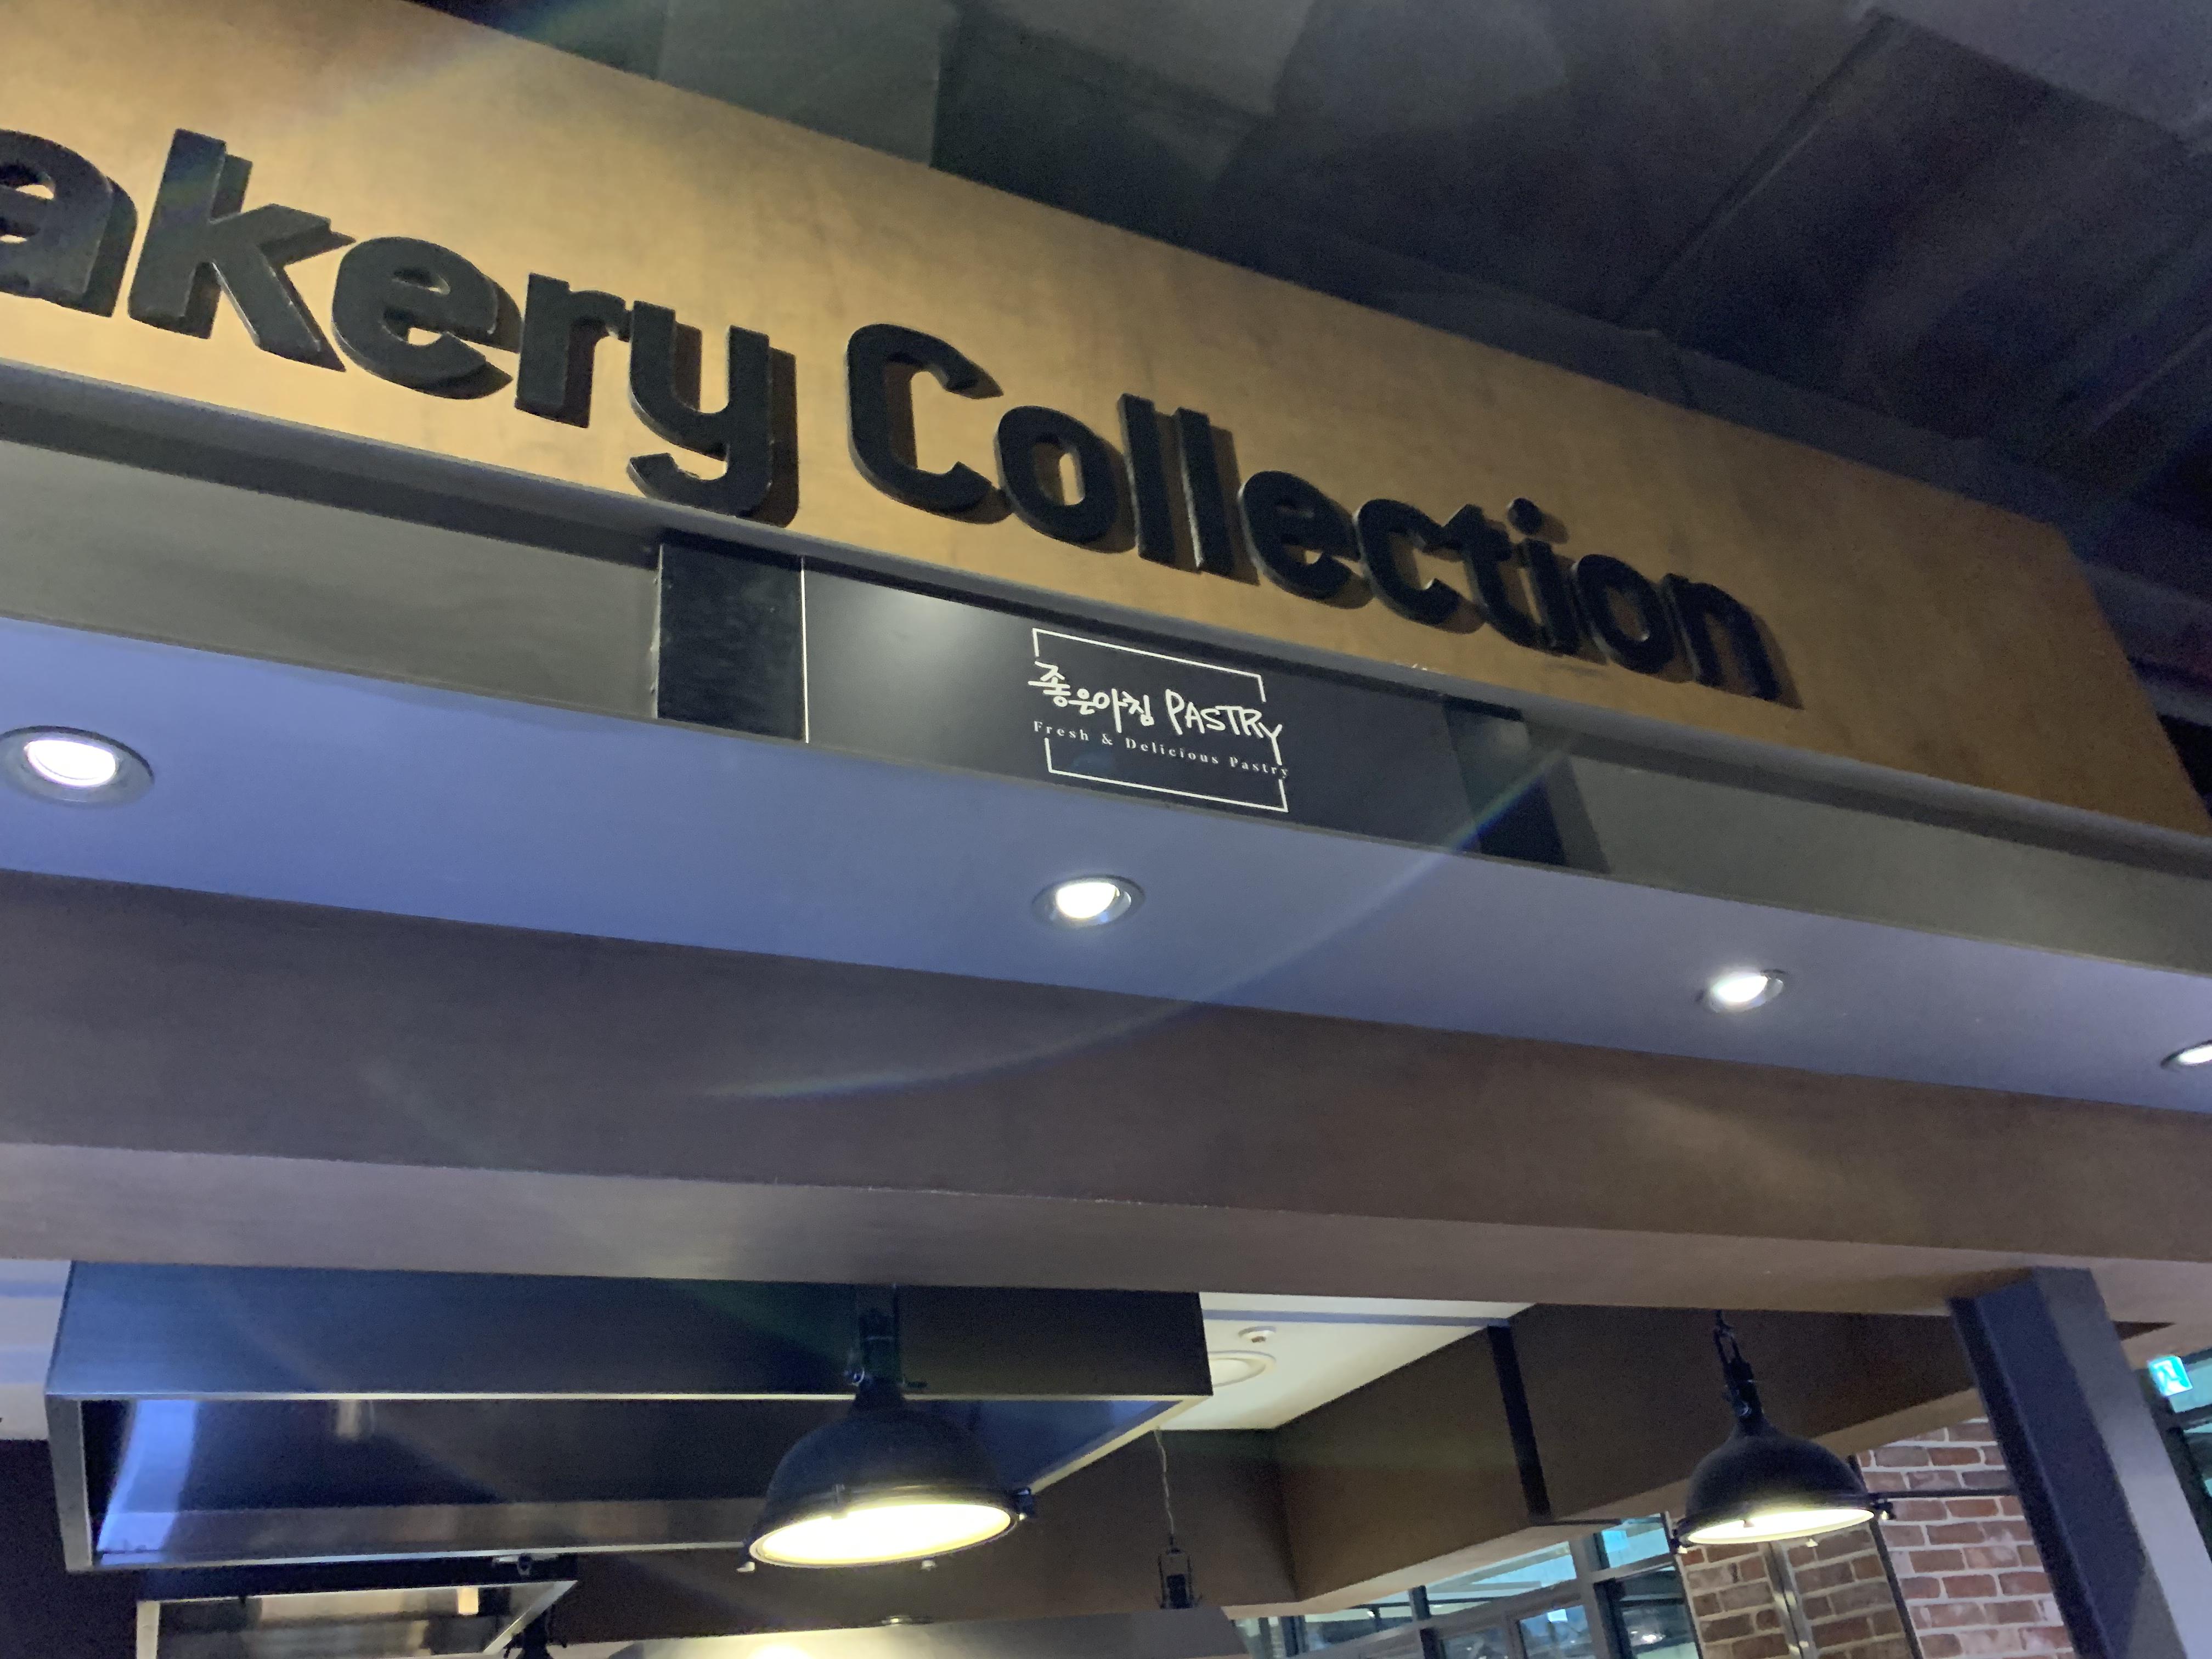 akery Collection
좋은아침 PASTRY
Fresh & Delicious Pastry